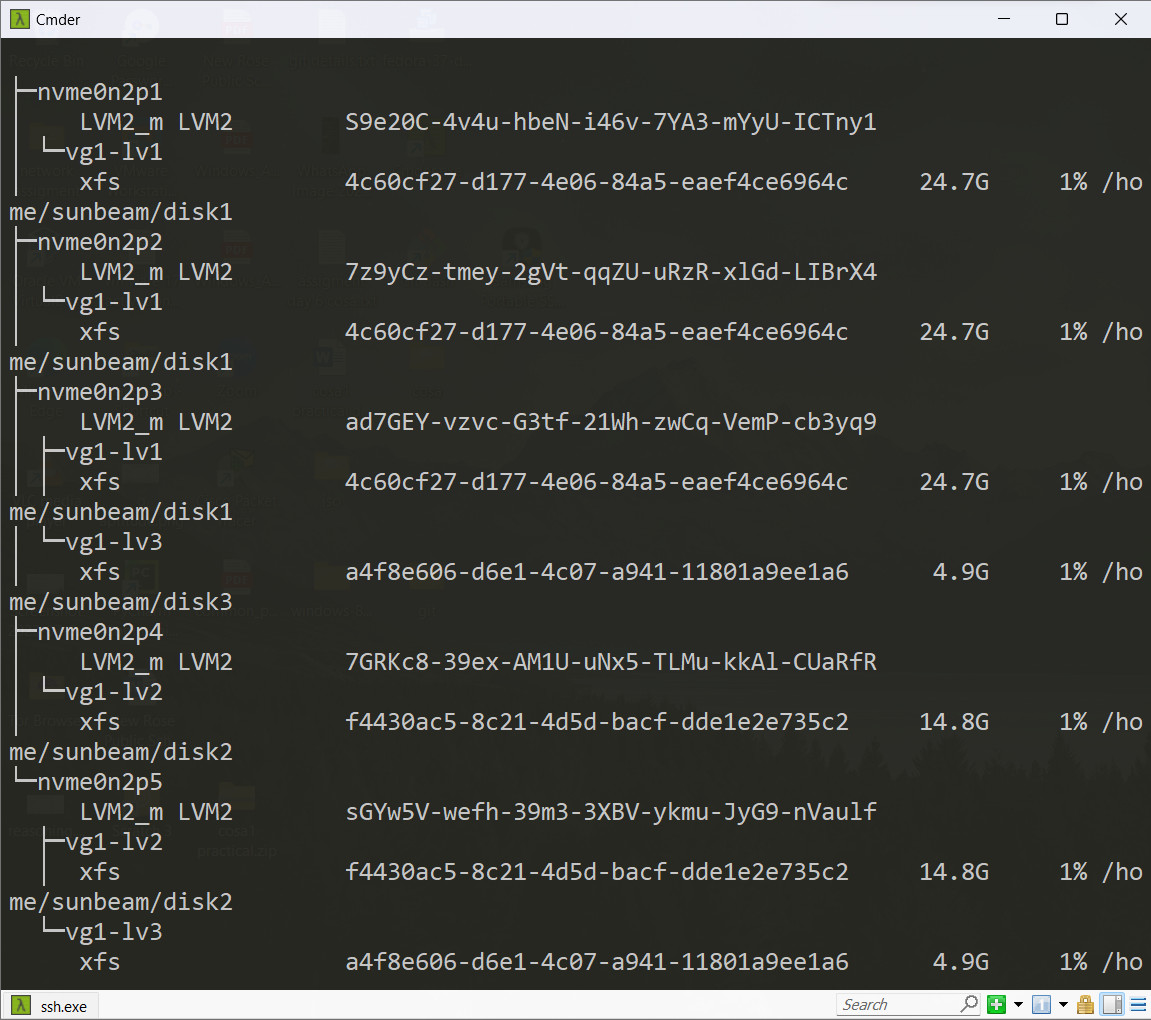 Cmder
├─nvme0n2p1
│    LVM2_m LVM2        S9e20C-4v4u-hbeN-i46v-7YA3-mYyU-ICTny1
│ └─vg1-lv1
│    xfs                4c60cf27-d177-4e06-84a5-eaef4ce6964c     24.7G     1% /ho
me/sunbeam/disk1
├─nvme0n2p2
│    LVM2_m LVM2        7z9yCz-tmey-2gVt-qqZU-uRzR-xlGd-LIBrX4
│ └─vg1-lv1
│    xfs                4c60cf27-d177-4e06-84a5-eaef4ce6964c     24.7G     1% /ho
me/sunbeam/disk1
├─nvme0n2p3
│    LVM2_m LVM2        ad7GEY-vzvc-G3tf-21Wh-zwCq-VemP-cb3yq9
│ ├─vg1-lv1
│ │  xfs                4c60cf27-d177-4e06-84a5-eaef4ce6964c     24.7G     1% /ho
me/sunbeam/disk1
│ └─vg1-lv3
│    xfs                a4f8e606-d6e1-4c07-a941-11801a9ee1a6      4.9G     1% /ho
me/sunbeam/disk3
├─nvme0n2p4
│    LVM2_m LVM2        7GRKc8-39ex-AM1U-uNx5-TLMu-kkAl-CUaRfR
│ └─vg1-lv2
│    xfs                f4430ac5-8c21-4d5d-bacf-dde1e2e735c2     14.8G     1% /ho
me/sunbeam/disk2
└─nvme0n2p5
     LVM2_m LVM2        sGYw5V-wefh-39m3-3XBV-ykmu-JyG9-nVaulf
  ├─vg1-lv2
  │  xfs                f4430ac5-8c21-4d5d-bacf-dde1e2e735c2     14.8G     1% /ho
me/sunbeam/disk2
  └─vg1-lv3
     xfs                a4f8e606-d6e1-4c07-a941-11801a9ee1a6      4.9G     1% /ho
ssh.exe Search